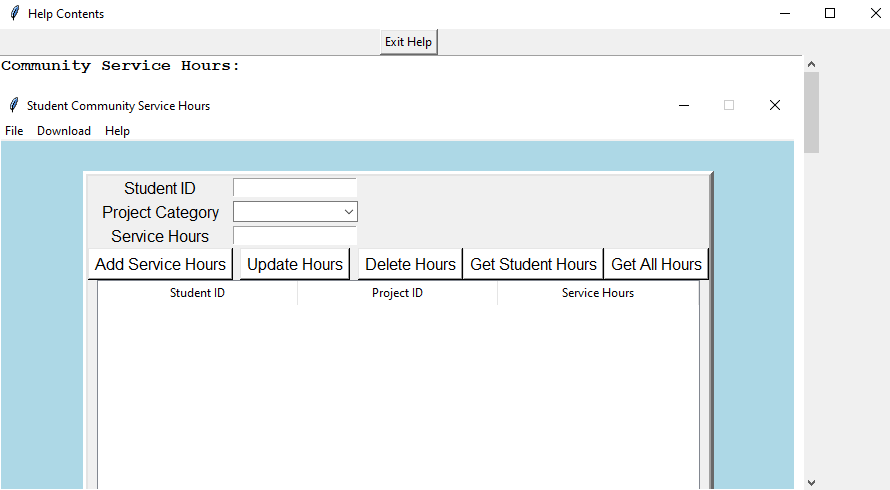 Help Contents
Exit Help
Community Service Hours:
Student Community Service Hours
File Download Help
Student ID
Project Category
Service Hours
Add Service Hours Update Hours Delete Hours Get Student Hours Get All Hours
Student ID Project ID Service Hours